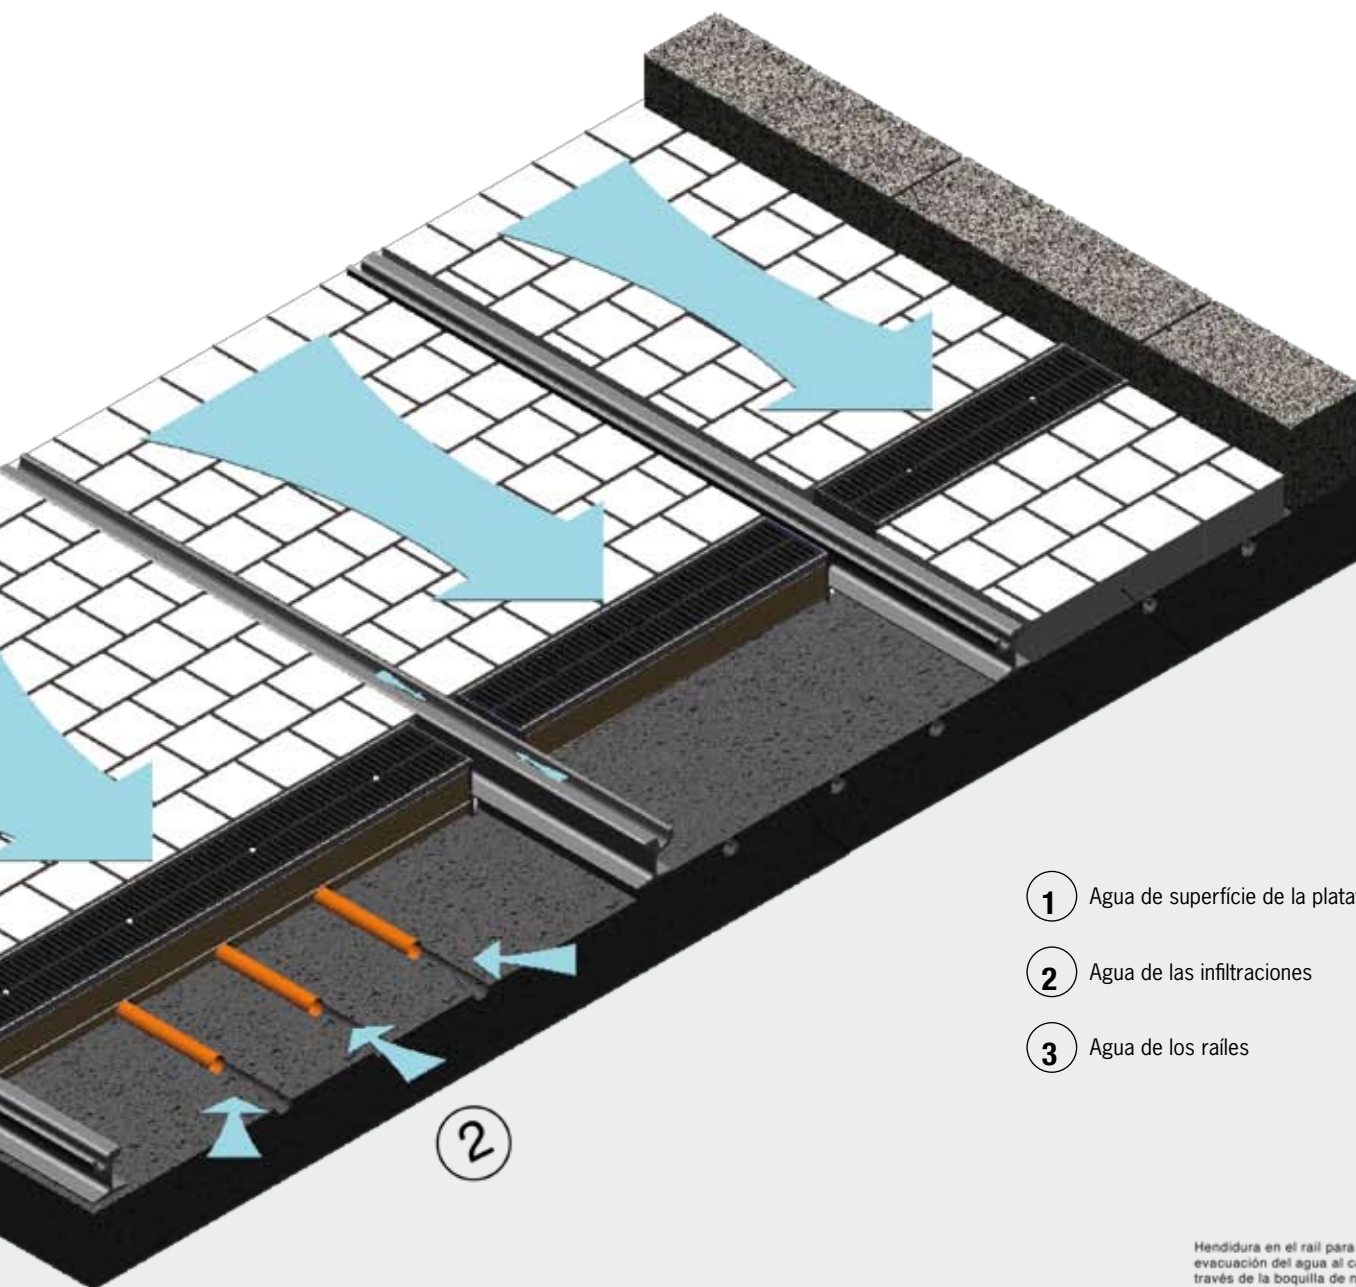 1 Agua de superfície de la
2 Agua de las infiltraciones
3 Agua de los raíles
2
Hendidura en el rail para
evacuación del agua al
través de la boquilla de